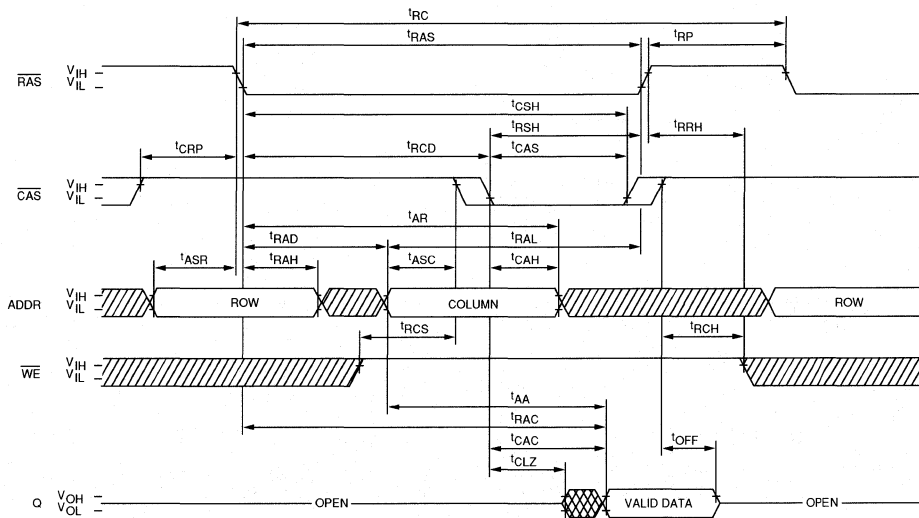 tRC
tRAS
tRP
RAS
VIH
VIL
tCSH
tRSH
tRRH
tCRP
tRCD
tCAS
CAS
VIH
VIL
tAR
tRAD
tRAL
tASR
tRAH
tASC
tCAH
ADDR
VIH
VIL
ROW
COLUMN
ROW
tRCS
tRCH
WE
VIH
VIL
tAA
tRAC
tCAC
tOFF
tCLZ
Q
VOH
VOL
OPEN
VALID DATA
OPEN